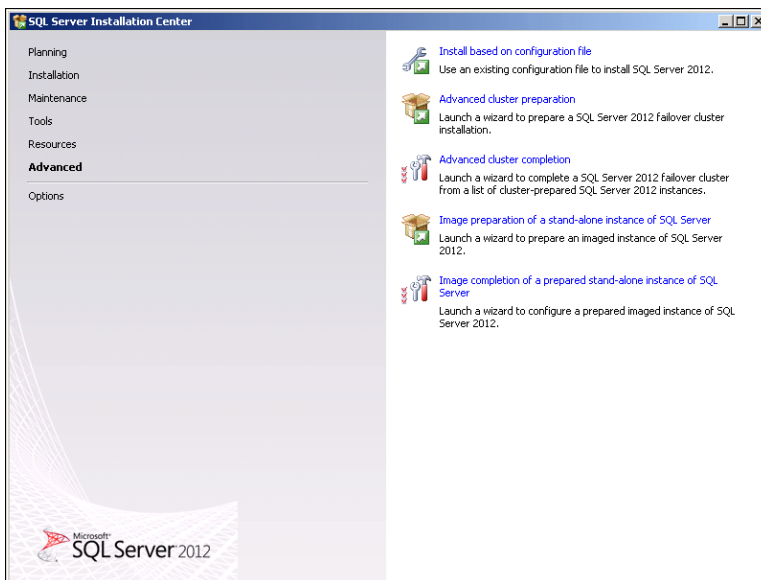 SQL Server Installation Center
Planning
Installation
Maintenance
Tools
Resources
Advanced
Options
Install based on configuration file
Use an existing configuration file to install SQL Server 2012.
Advanced cluster preparation
Launch a wizard to prepare a SQL Server 2012 failover cluster
installation.
Advanced cluster completion
Launch a wizard to complete a SQL Server 2012 failover cluster
from a list of cluster-prepared SQL Server 2012 instances.
Image preparation of a stand-alone instance of SQL Server
Launch a wizard to prepare an imaged instance of SQL Server
2012.
Image completion of a prepared stand-alone instance of SQL
Server
Launch a wizard to configure a prepared imaged instance of SQL
Server 2012.
Microsoft®
SQL Server 2012